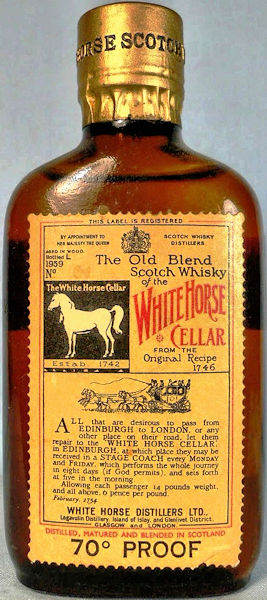 HORSE SCOTCH
THIS LABEL IS REGISTERED
BY APPOINTMENT TO
HER MAJESTY THE QUEEN
SCOTCH WHISKY
DISTILLERS
AGED IN WOOD.
Bottled L
1959
No
The Old Blend
Scotch Whisky
of the
The White Horse Cellar
Estab. 1742
WHITE HORSE
CELLAR
FROM THE
Original Recipe
1746
ALL that are desirous to pass from
EDINBURGH to LONDON, or any
other place on their road, let them
repair to the WHITE HORSE CELLAR,
in EDINBURGH, at which place they may be
received in a STAGE COACH every MONDAY
and FRIDAY, which performs the whole journey
in eight days (if God permits), and sets forth
at five in the morning
Allowing each passenger 14 pounds weight,
and all above, 6 pence per pound.
February, 1754
WHITE HORSE DISTILLERS LTD.,
Lagavulin Distillery, Island of Islay, and Glenlivet District,
GLASGOW and LONDON.
DISTILLED, MATURED AND BLENDED IN SCOTLAND
70° PROOF